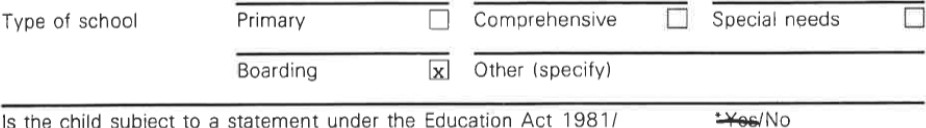 Type of school Primary ☐ Comprehensive ☐ Special needs ☐
Boarding ☒ Other (specify)
Is the child subject to a statement under the Education Act 1981/ *Yes/No